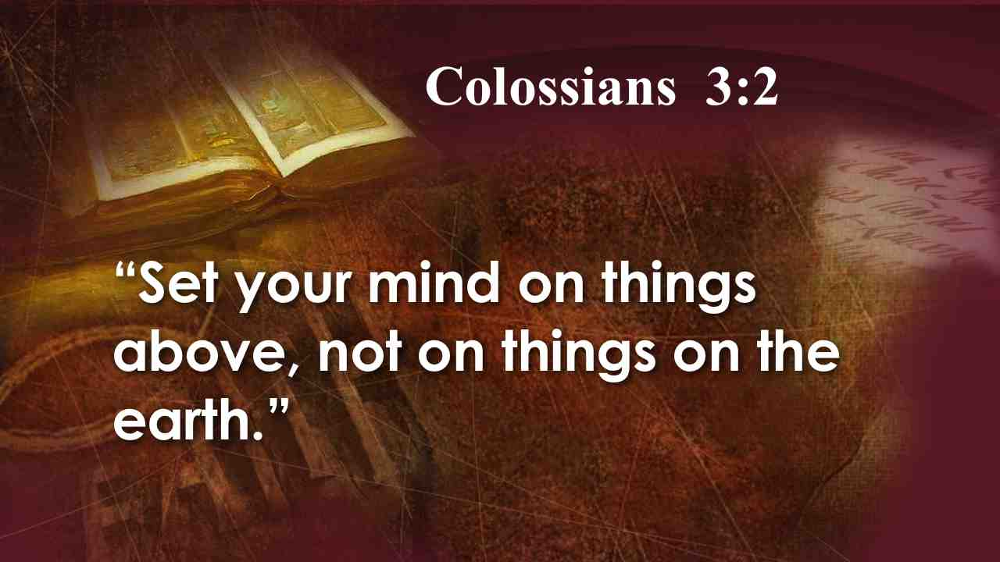 Colossians 3:2
“Set your mind on things
above, not on things on the
earth.”